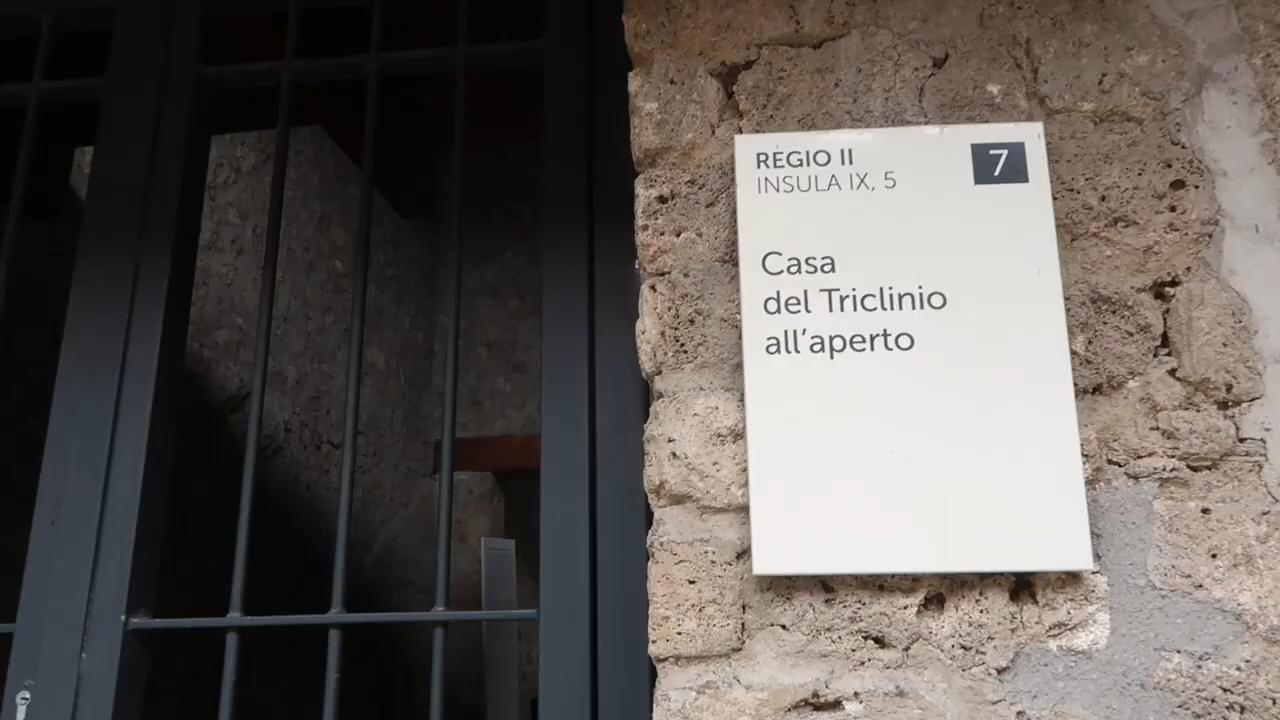 REGIO II
INSULA IX, 5
7
Casa
del Triclinio
all'aperto